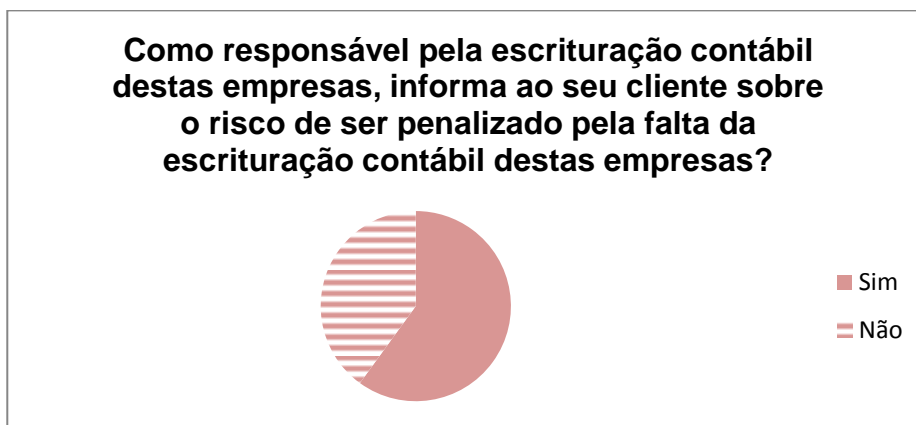 Como responsável pela escrituração contábil
destas empresas, informa ao seu cliente sobre
o risco de ser penalizado pela falta da
escrituração contábil destas empresas?
Sim
Não